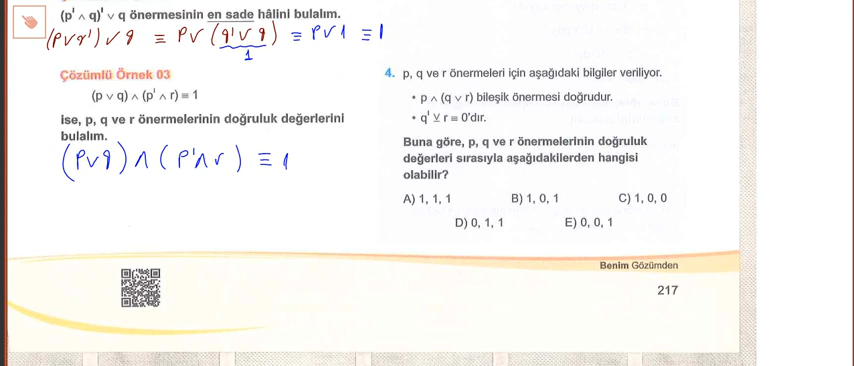 (p' ∧ q)' ∨ q önermesinin en sade hâlini bulalım.
(p∨q') ∨ q ≡ p∨ (q'∨q) ≡ p∨1 ≡ 1
1
Çözümlü Örnek 03
(p ∨ q) ∧ (p' ∧ r) ≡ 1
ise, p, q ve r önermelerinin doğruluk değerlerini
bulalım.
(p∨q) ∧ (p'∧r) ≡ 1
4. p, q ve r önermeleri için aşağıdaki bilgiler veriliyor.
• p ∧ (q ∨ r) bileşik önermesi doğrudur.
• q' ⊻ r ≡ 0'dır.
Buna göre, p, q ve r önermelerinin doğruluk
değerleri sırasıyla aşağıdakilerden hangisi
olabilir?
A) 1, 1, 1 B) 1, 0, 1 C) 1, 0, 0
D) 0, 1, 1 E) 0, 0, 1
Benim Gözümden
217